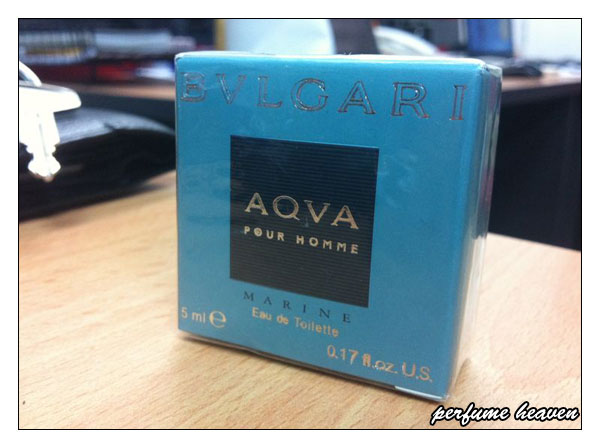 BVLGARI
AQVA
POUR HOMME
MARINE
Eau de Toilette
5 ml ℮
0.17 fl.oz. U.S.
perfume heaven